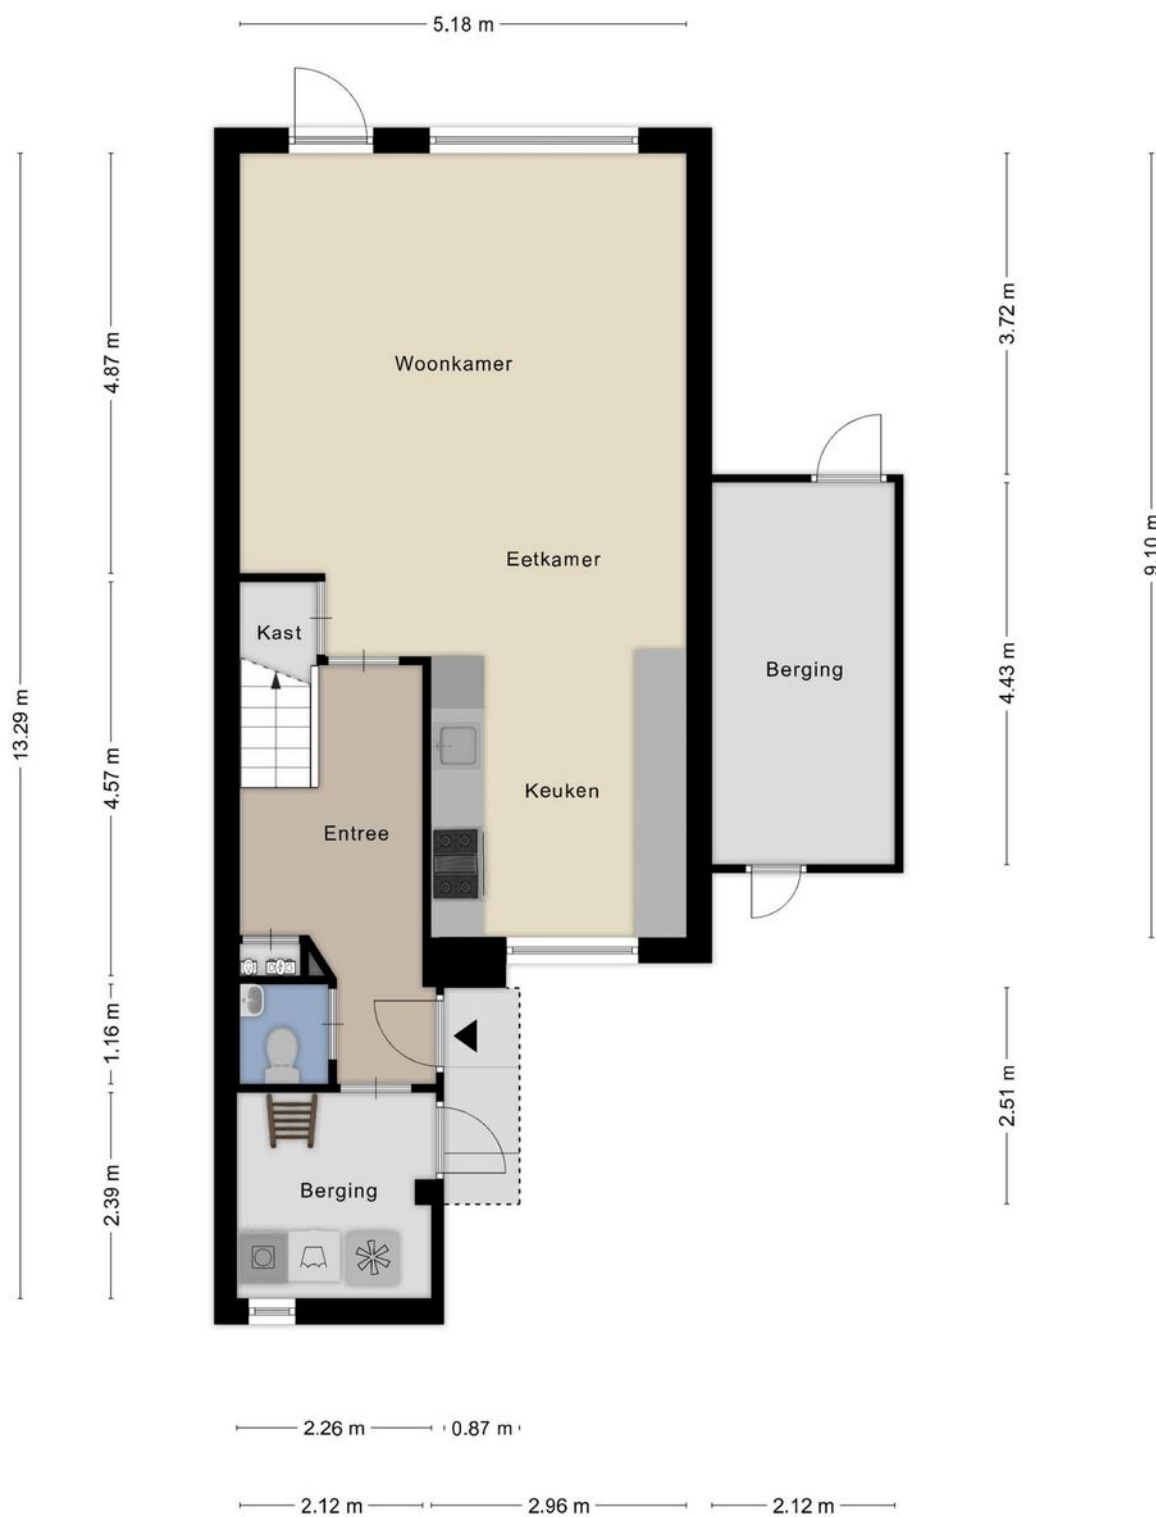 5.18 m
Woonkamer
Eetkamer
Kast
Berging
Keuken
Entree
Berging
13.29 m
4.87 m
4.57 m
1.16 m
2.39 m
3.72 m
4.43 m
2.51 m
9.10 m
2.26 m
0.87 m
2.12 m
2.96 m
2.12 m